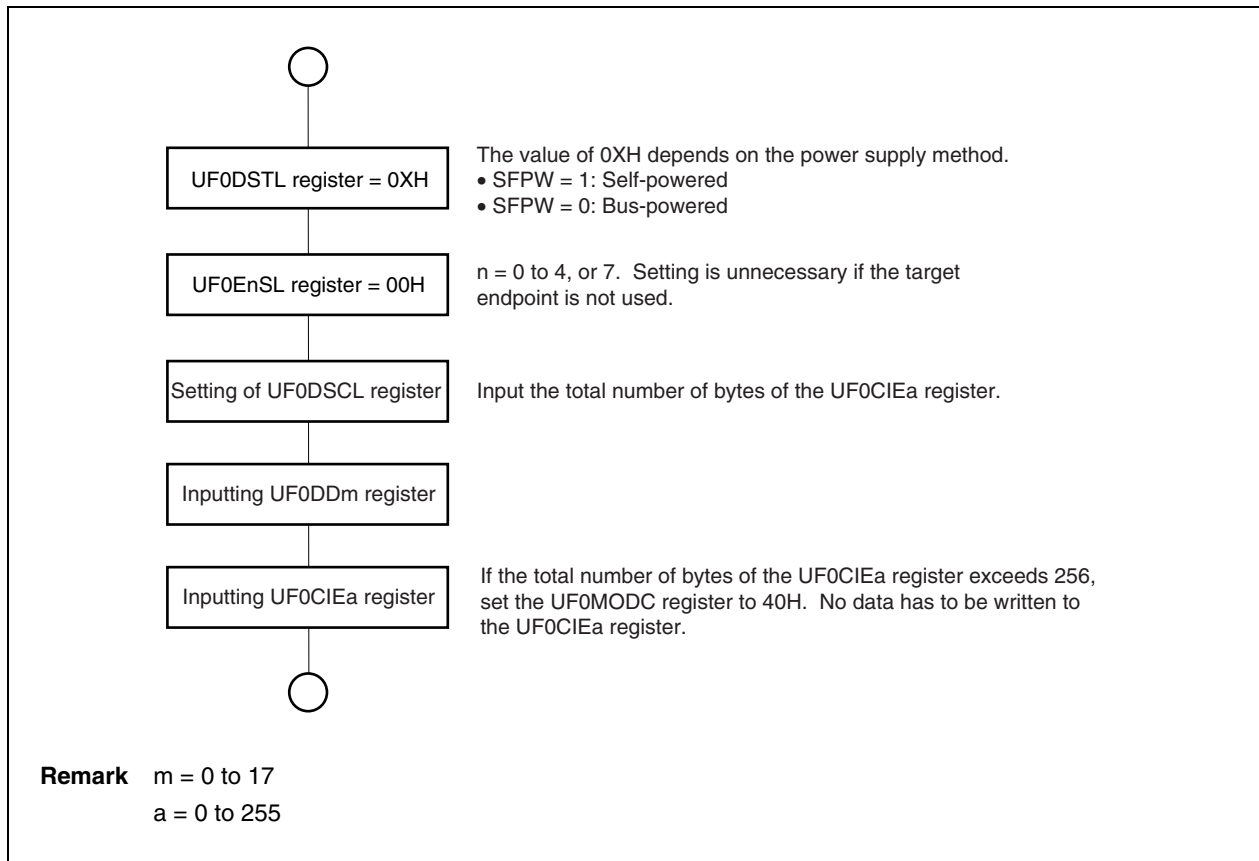 UF0DSTL register = 0XH
The value of 0XH depends on the power supply method.
• SFPW = 1: Self-powered
• SFPW = 0: Bus-powered
UF0EnSL register = 00H
n = 0 to 4, or 7.  Setting is unnecessary if the target
endpoint is not used.
Setting of UF0DSCL register
Input the total number of bytes of the UF0CIEa register.
Inputting UF0DDm register
Inputting UF0CIEa register
If the total number of bytes of the UF0CIEa register exceeds 256,
set the UF0MODC register to 40H.  No data has to be written to
the UF0CIEa register.
Remark m = 0 to 17
a = 0 to 255